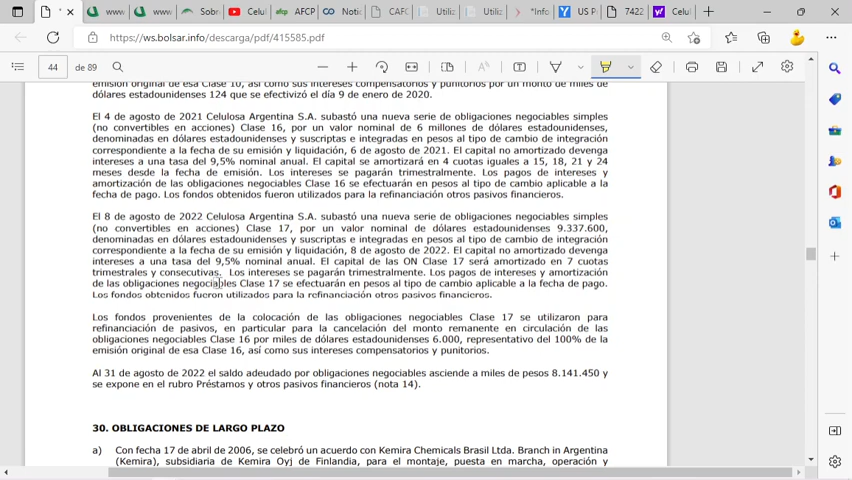 www
www
Sobr
Celul
afcp AFCP
Notic
CAFC
Utiliz
Utiliz
*Info
US P
7422
Celul
https://ws.bolsar.info/descarga/pdf/415585.pdf
44 de 89
emisión original de esa Clase 10, así como sus intereses compensatorios y punitorios por un monto de miles de
dólares estadounidenses 124 que se efectivizó el día 9 de enero de 2020.
El 4 de agosto de 2021 Celulosa Argentina S.A. subastó una nueva serie de obligaciones negociables simples
(no convertibles en acciones) Clase 16, por un valor nominal de 6 millones de dólares estadounidenses,
denominadas en dólares estadounidenses y suscriptas e integradas en pesos al tipo de cambio de integración
correspondiente a la fecha de su emisión y liquidación, 6 de agosto de 2021. El capital no amortizado devenga
intereses a una tasa del 9,5% nominal anual. El capital se amortizará en 4 cuotas iguales a 15, 18, 21 y 24
meses desde la fecha de emisión. Los intereses se pagarán trimestralmente. Los pagos de intereses y
amortización de las obligaciones negociables Clase 16 se efectuarán en pesos al tipo de cambio aplicable a la
fecha de pago. Los fondos obtenidos fueron utilizados para la refinanciación otros pasivos financieros.
El 8 de agosto de 2022 Celulosa Argentina S.A. subastó una nueva serie de obligaciones negociables simples
(no convertibles en acciones) Clase 17, por un valor nominal de dólares estadounidenses 9.337.600,
denominadas en dólares estadounidenses y suscriptas e integradas en pesos al tipo de cambio de integración
correspondiente a la fecha de su emisión y liquidación, 8 de agosto de 2022. El capital no amortizado devenga
intereses a una tasa del 9,5% nominal anual. El capital de las ON Clase 17 será amortizado en 7 cuotas
trimestrales y consecutivas. Los intereses se pagarán trimestralmente. Los pagos de intereses y amortización
de las obligaciones negociables Clase 17 se efectuarán en pesos al tipo de cambio aplicable a la fecha de pago.
Los fondos obtenidos fueron utilizados para la refinanciación otros pasivos financieros.
Los fondos provenientes de la colocación de las obligaciones negociables Clase 17 se utilizaron para
refinanciación de pasivos, en particular para la cancelación del monto remanente en circulación de las
obligaciones negociables Clase 16 por miles de dólares estadounidenses 6.000, representativo del 100% de la
emisión original de esa Clase 16, así como sus intereses compensatorios y punitorios.
Al 31 de agosto de 2022 el saldo adeudado por obligaciones negociables asciende a miles de pesos 8.141.450 y
se expone en el rubro Préstamos y otros pasivos financieros (nota 14).
30. OBLIGACIONES DE LARGO PLAZO
a) Con fecha 17 de abril de 2006, se celebró un acuerdo con Kemira Chemicals Brasil Ltda. Branch in Argentina
(Kemira), subsidiaria de Kemira Oyj de Finlandia, para el montaje, puesta en marcha, operación y